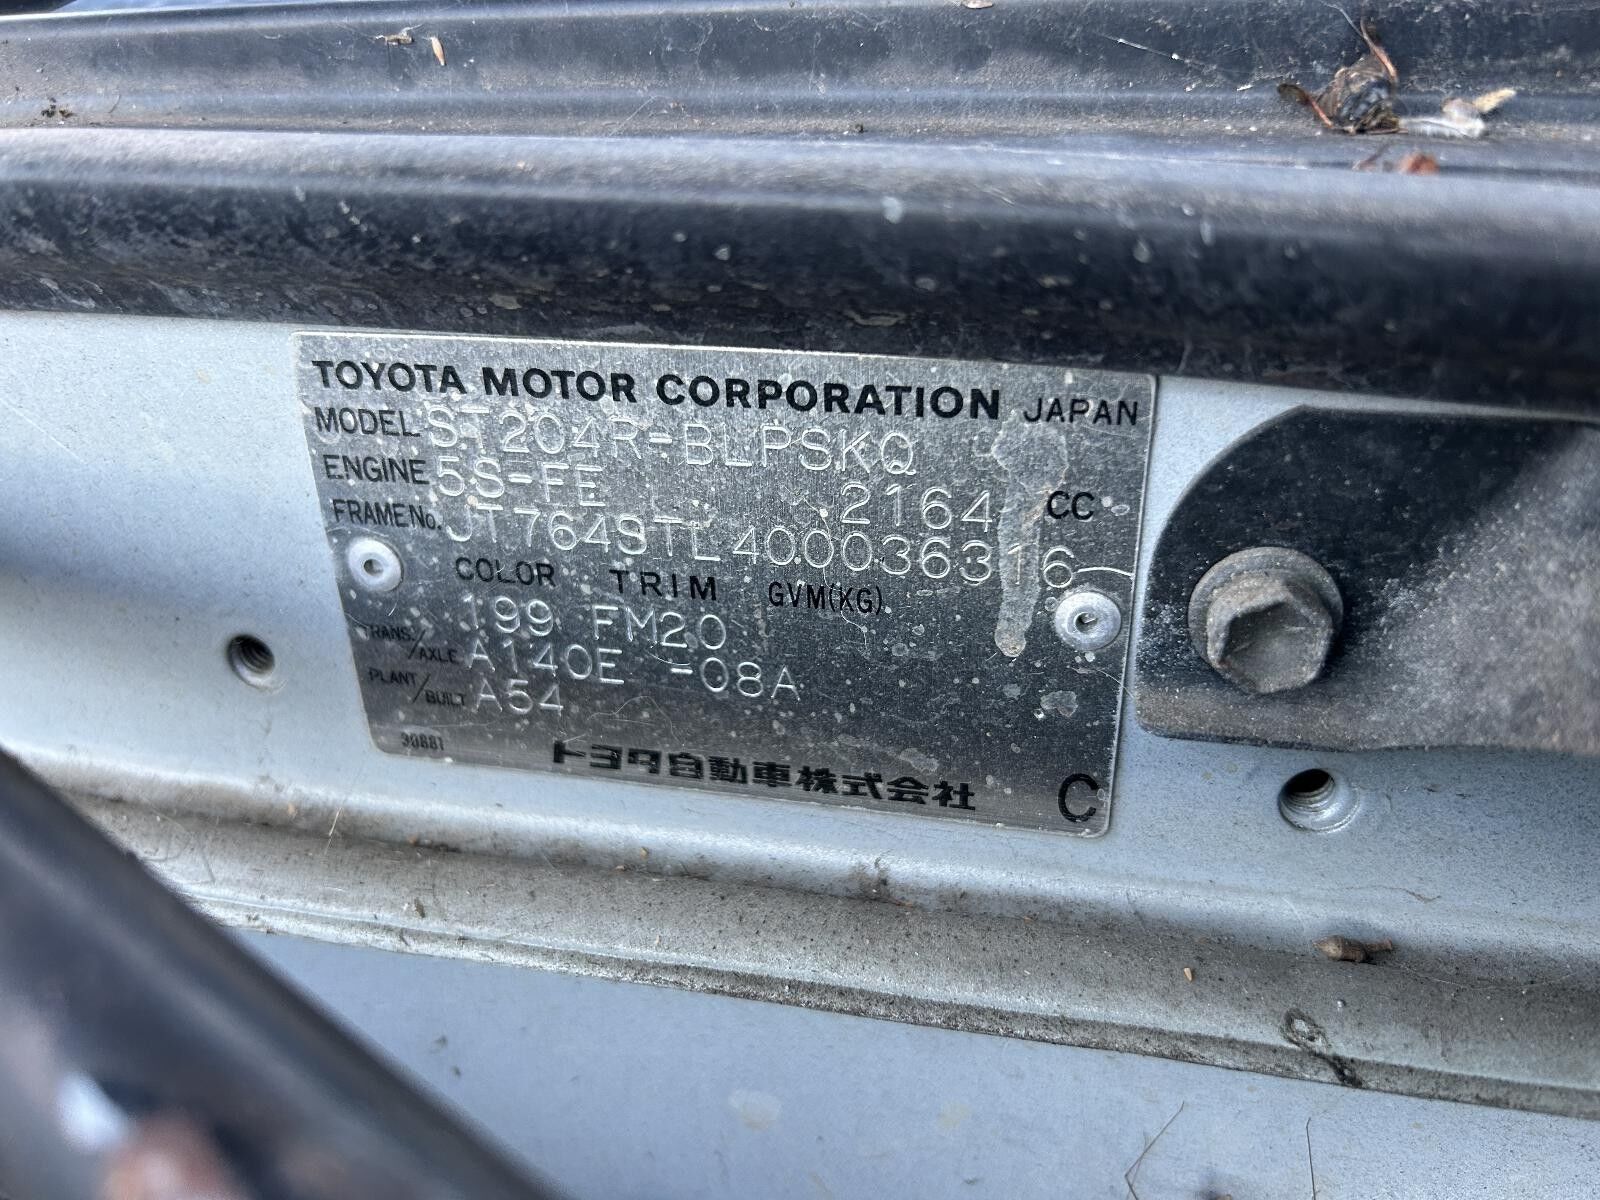 TOYOTA MOTOR CORPORATION JAPAN
MODEL ST204R-BLPSKQ
ENGINE 5S-FE 2164 CC
FRAME No. JT764STL400036316
COLOR TRIM GVM(KG)
199 FM20
TRANS./AXLE A140E -08A
PLANT/BUILT A54
トヨタ自動車株式会社 C